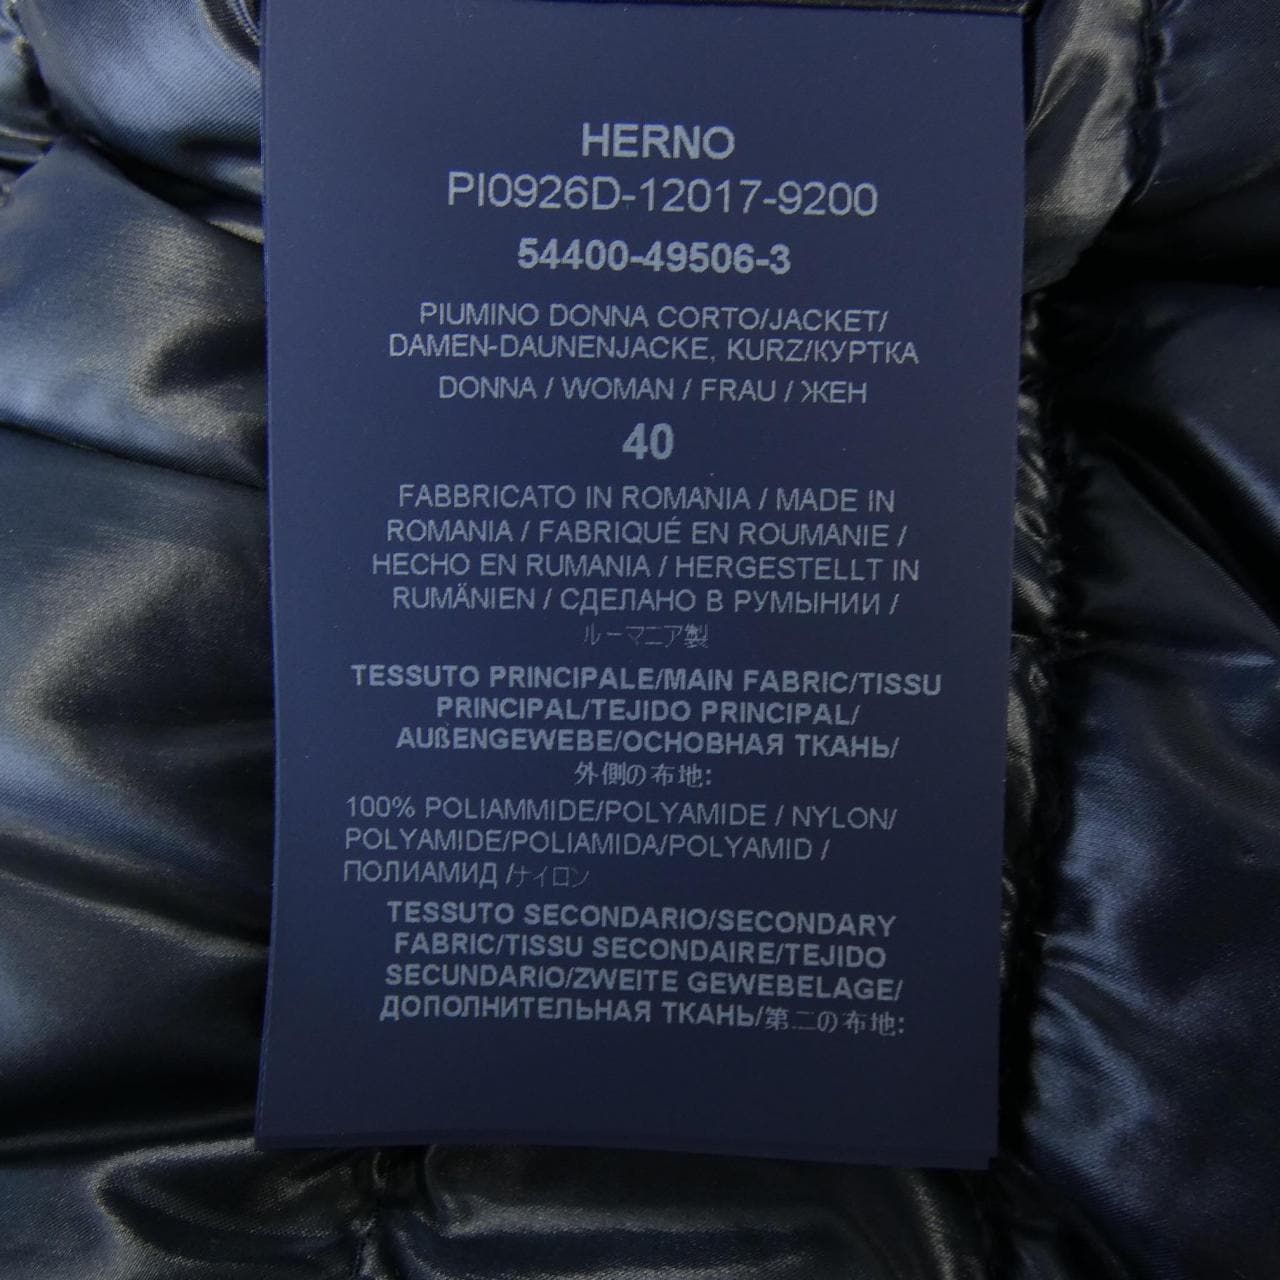 HERNO
PI0926D-12017-9200
54400-49506-3
PIUMINO DONNA CORTO/JACKET/
DAMEN-DAUNENJACKE, KURZ/КУРТКА
DONNA / WOMAN / FRAU / ЖЕН
40
FABBRICATO IN ROMANIA / MADE IN
ROMANIA / FABRIQUÉ EN ROUMANIE /
HECHO EN RUMANIA / HERGESTELLT IN
RUMÄNIEN / СДЕЛАНО В РУМЫНИИ /
ルーマニア製
TESSUTO PRINCIPALE/MAIN FABRIC/TISSU
PRINCIPAL/TEJIDO PRINCIPAL/
AUßENGEWEBE/ОСНОВНАЯ ТКАНЬ/
外側の布地:
100% POLIAMMIDE/POLYAMIDE / NYLON/
POLYAMIDE/POLIAMIDA/POLYAMID /
ПОЛИАМИД /ナイロン
TESSUTO SECONDARIO/SECONDARY
FABRIC/TISSU SECONDAIRE/TEJIDO
SECUNDARIO/ZWEITE GEWEBELAGE/
ДОПОЛНИТЕЛЬНАЯ ТКАНЬ/第二の布地: